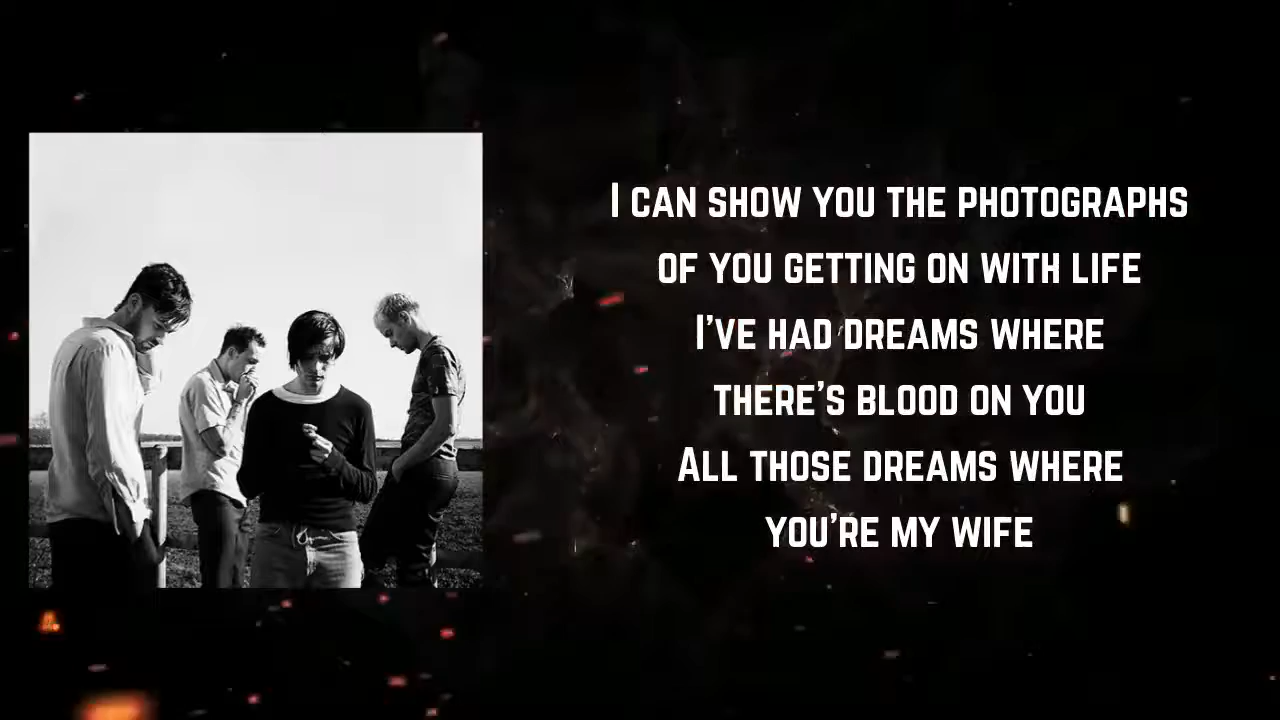 I CAN SHOW YOU THE PHOTOGRAPHS
OF YOU GETTING ON WITH LIFE
I'VE HAD DREAMS WHERE
THERE'S BLOOD ON YOU
ALL THOSE DREAMS WHERE
YOU'RE MY WIFE